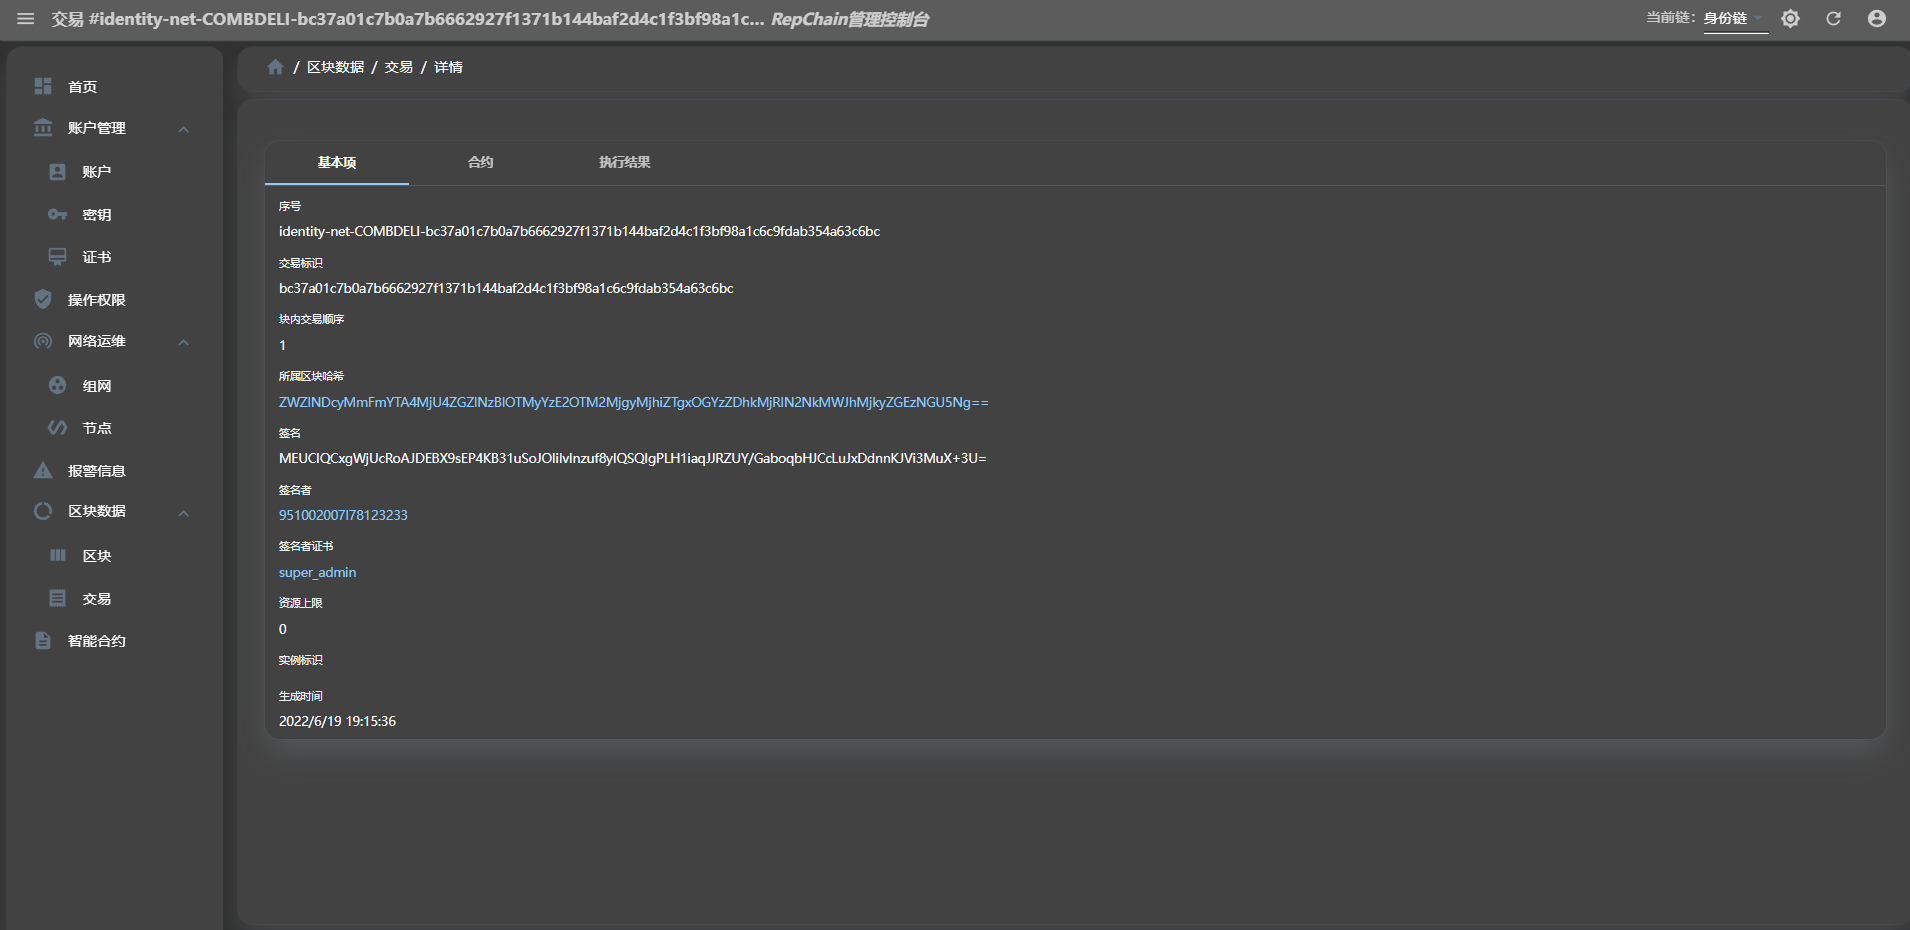 交易 #identity-net-COMBDELI-bc37a01c7b0a7b6662927f1371b144baf2d4c1f3bf98a1c... RepChain管理控制台
当前链: 身份链
首页
账户管理
账户
密钥
证书
操作权限
网络运维
组网
节点
报警信息
区块数据
区块
交易
智能合约
/ 区块数据 / 交易 / 详情
基本项 合约 执行结果
序号
identity-net-COMBDELI-bc37a01c7b0a7b6662927f1371b144baf2d4c1f3bf98a1c6c9fdab354a63c6bc
交易标识
bc37a01c7b0a7b6662927f1371b144baf2d4c1f3bf98a1c6c9fdab354a63c6bc
块内交易顺序
1
所属区块哈希
ZWZlNDcyMmFmYTA4MjU4ZGZlNzBlOTMyYzE2OTM2MjgyMjhiZTgxOGYzZDhkMjRlN2NkMWJhMjkyZGEzNGU5Ng==
签名
MEUCIQCxgWjUcRoAJDEBX9sEP4KB31uSoJOlilvlnzuf8ylQSQIgPLH1iaqJJRZUY/GaboqbHJCcLuJxDdnnKJVi3MuX+3U=
签名者
951002007l78123233
签名者证书
super_admin
资源上限
0
实例标识
生成时间
2022/6/19 19:15:36